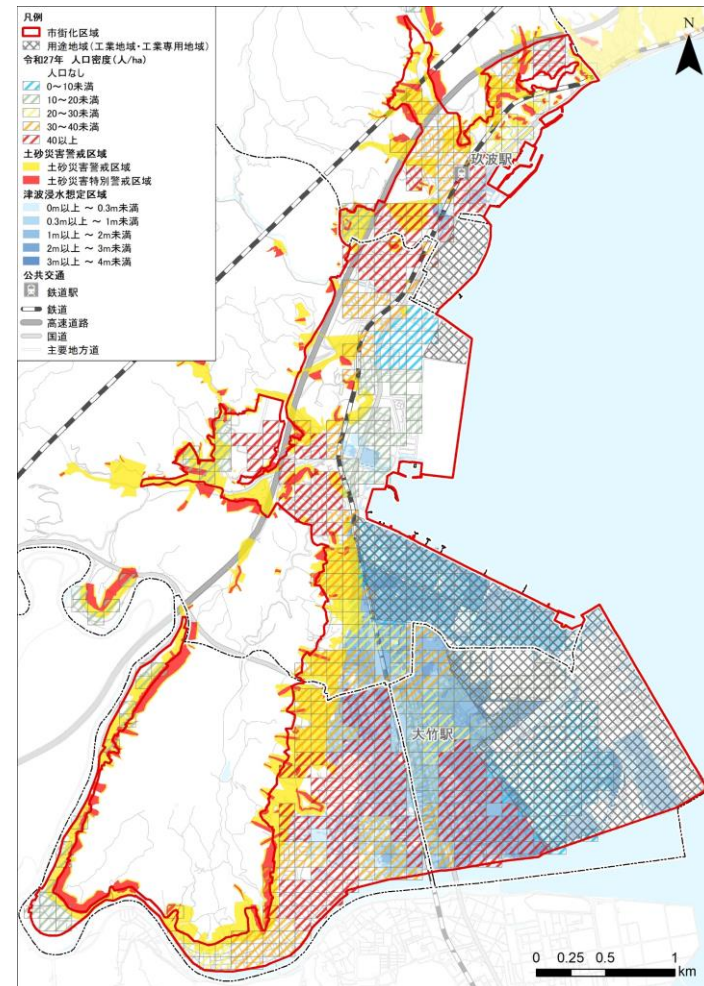 凡例
市街化区域
用途地域(工業地域・工業専用地域)
令和27年 人口密度(人/ha)
人口なし
0～10未満
10～20未満
20～30未満
30～40未満
40以上
土砂災害警戒区域
土砂災害警戒区域
土砂災害特別警戒区域
津波浸水想定区域
0m以上 ～ 0.3m未満
0.3m以上 ～ 1m未満
1m以上 ～ 2m未満
2m以上 ～ 3m未満
3m以上 ～ 4m未満
公共交通
鉄道駅
鉄道
高速道路
国道
主要地方道
N
玖波駅
大竹駅
0 0.25 0.5 1
km